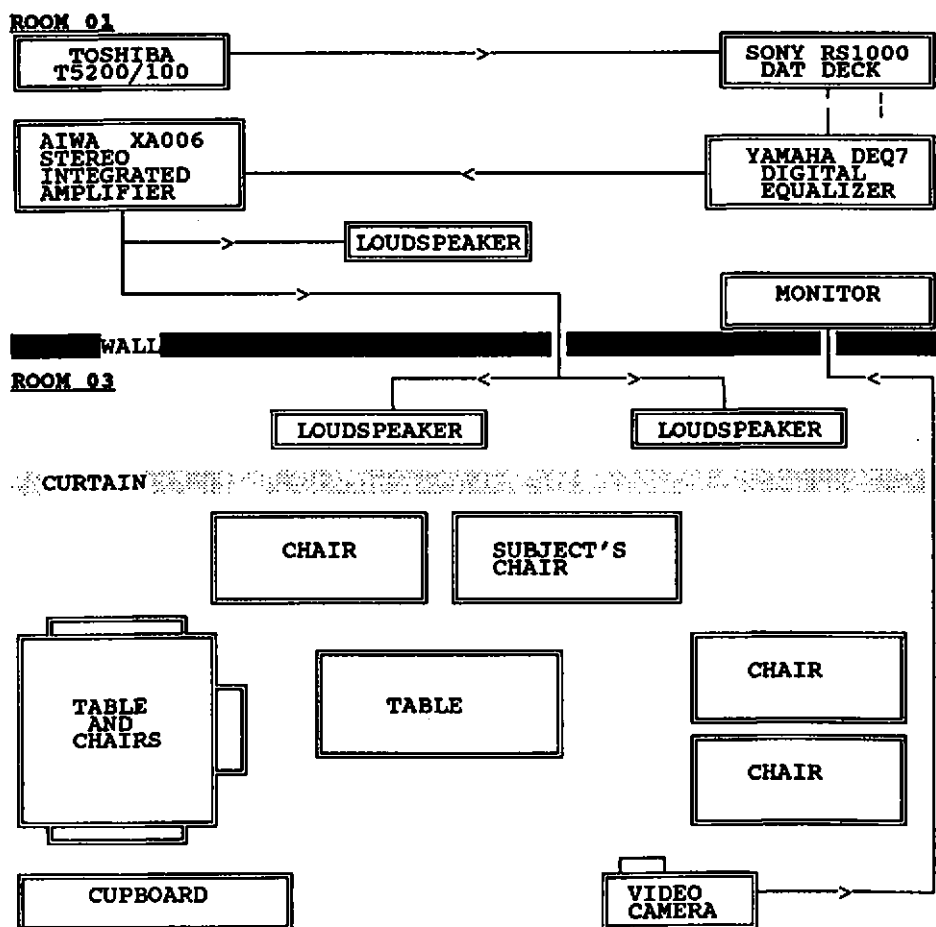 ROOM 01
TOSHIBA
T5200/100
SONY RS1000
DAT DECK
AIWA XA006
STEREO
INTEGRATED
AMPLIFIER
YAMAHA DEQ7
DIGITAL
EQUALIZER
LOUDSPEAKER
MONITOR
WALL
ROOM 03
LOUDSPEAKER
LOUDSPEAKER
CURTAIN
CHAIR
SUBJECT'S
CHAIR
TABLE
AND
CHAIRS
TABLE
CHAIR
CHAIR
CUPBOARD
VIDEO
CAMERA